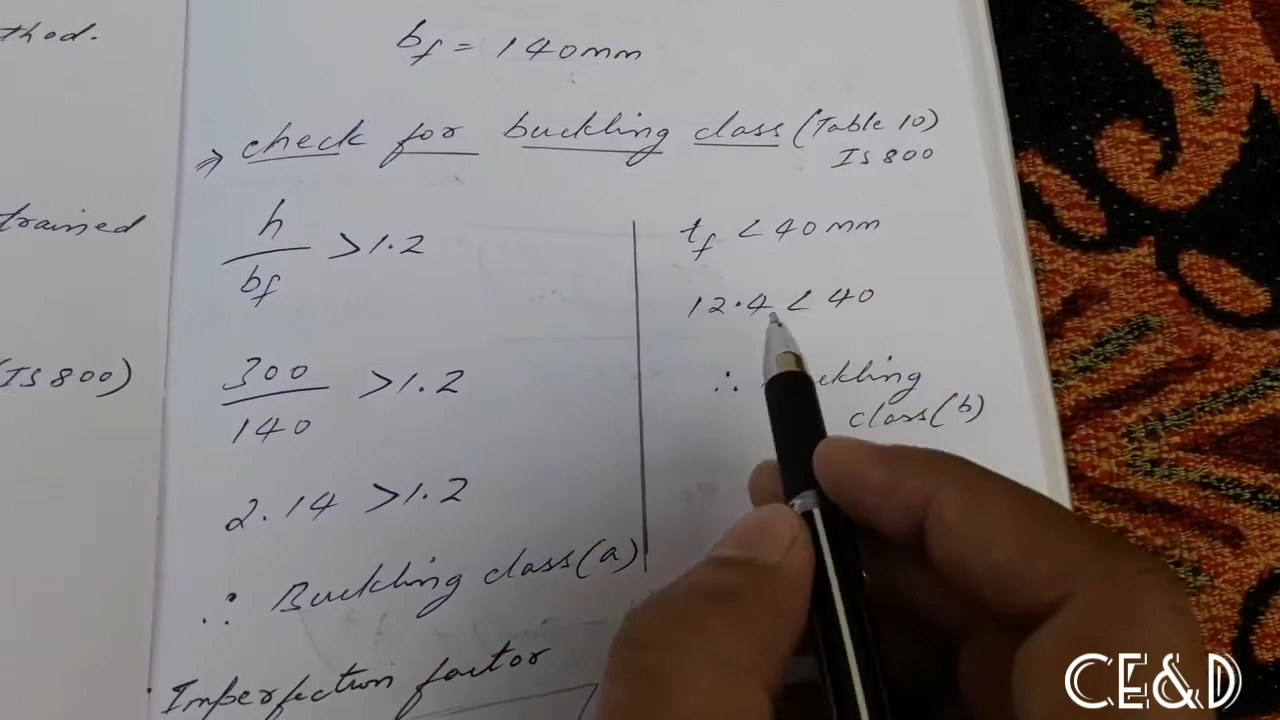 thod.
trained
(IS 800)
bf = 140mm
⇒ check for buckling class (Table 10)
IS 800
h
bf
> 1.2
300
140
> 1.2
2.14 > 1.2
∴ Buckling class (a)
tf < 40mm
12.4 < 40
∴
class (b)
Imperfection factor
CE&D